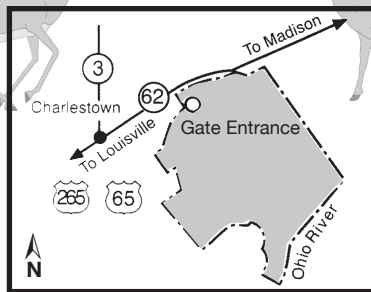 To Madison
3
62
Charlestown
Gate Entrance
To Louisville
265
65
Ohio River
N